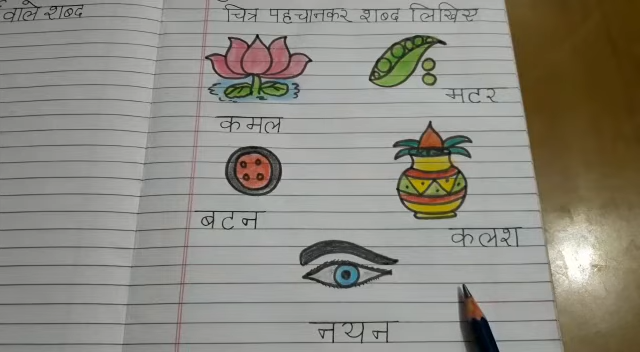 वाले शब्द
चित्र पहचानकर शब्द लिखिए
मटर
कमल
बटन
कलश
नयन